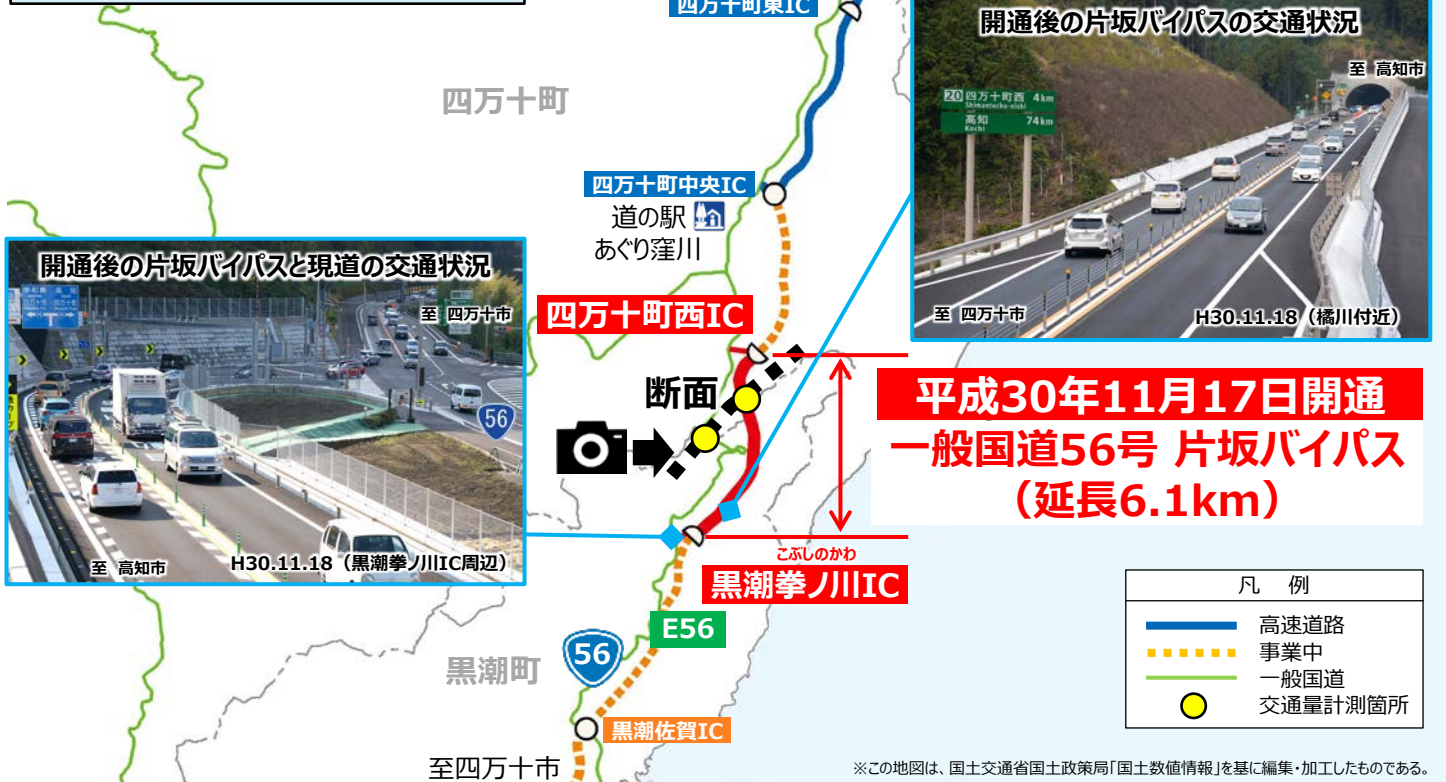 四万十町東IC
開通後の片坂バイパスの交通状況
至 高知市
20 四万十町西 4km
Shimantocho-nishi
高知 74km
Kochi
至 四万十市
H30.11.18（橘川付近）
四万十町
四万十町中央IC
道の駅
あぐり窪川
開通後の片坂バイパスと現道の交通状況
至 四万十市
56
至 高知市
H30.11.18（黒潮拳ノ川IC周辺）
四万十町西IC
断面
平成30年11月17日開通
一般国道56号 片坂バイパス
（延長6.1km）
こぶしのかわ
黒潮拳ノ川IC
E56
56
黒潮町
黒潮佐賀IC
至四万十市
凡 例
高速道路
事業中
一般国道
交通量計測箇所
※この地図は、国土交通省国土政策局「国土数値情報」を基に編集・加工したものである。